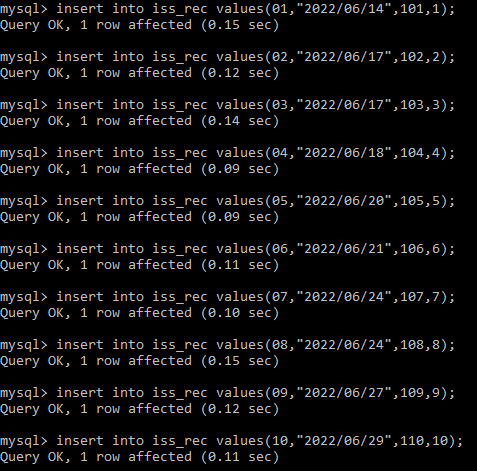 mysql> insert into iss_rec values(01,"2022/06/14",101,1);
Query OK, 1 row affected (0.15 sec)
mysql> insert into iss_rec values(02,"2022/06/17",102,2);
Query OK, 1 row affected (0.12 sec)
mysql> insert into iss_rec values(03,"2022/06/17",103,3);
Query OK, 1 row affected (0.14 sec)
mysql> insert into iss_rec values(04,"2022/06/18",104,4);
Query OK, 1 row affected (0.09 sec)
mysql> insert into iss_rec values(05,"2022/06/20",105,5);
Query OK, 1 row affected (0.09 sec)
mysql> insert into iss_rec values(06,"2022/06/21",106,6);
Query OK, 1 row affected (0.11 sec)
mysql> insert into iss_rec values(07,"2022/06/24",107,7);
Query OK, 1 row affected (0.10 sec)
mysql> insert into iss_rec values(08,"2022/06/24",108,8);
Query OK, 1 row affected (0.15 sec)
mysql> insert into iss_rec values(09,"2022/06/27",109,9);
Query OK, 1 row affected (0.12 sec)
mysql> insert into iss_rec values(10,"2022/06/29",110,10);
Query OK, 1 row affected (0.11 sec)